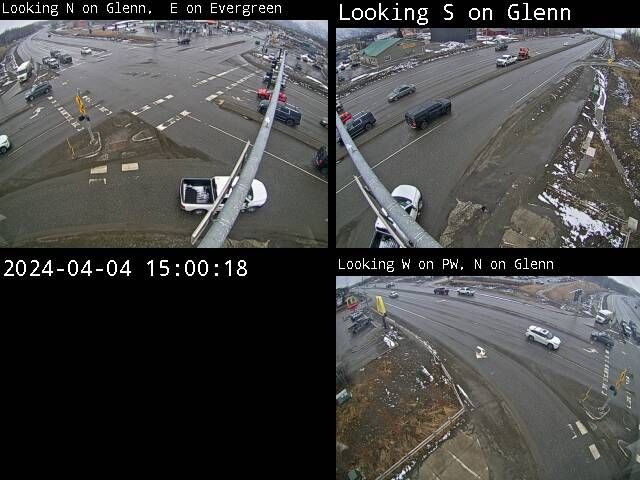 Looking N on Glenn,  E on Evergreen
Looking S on Glenn
2024-04-04 15:00:18
Looking W on PW, N on Glenn